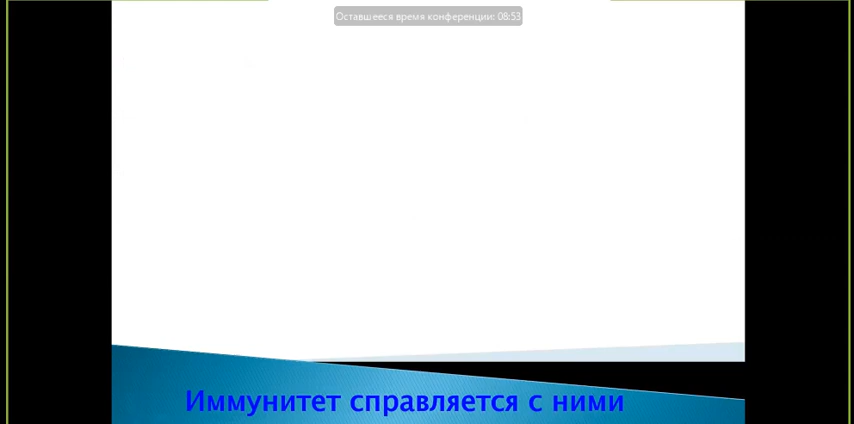 Оставшееся время конференции: 08:53
Иммунитет справляется с ними